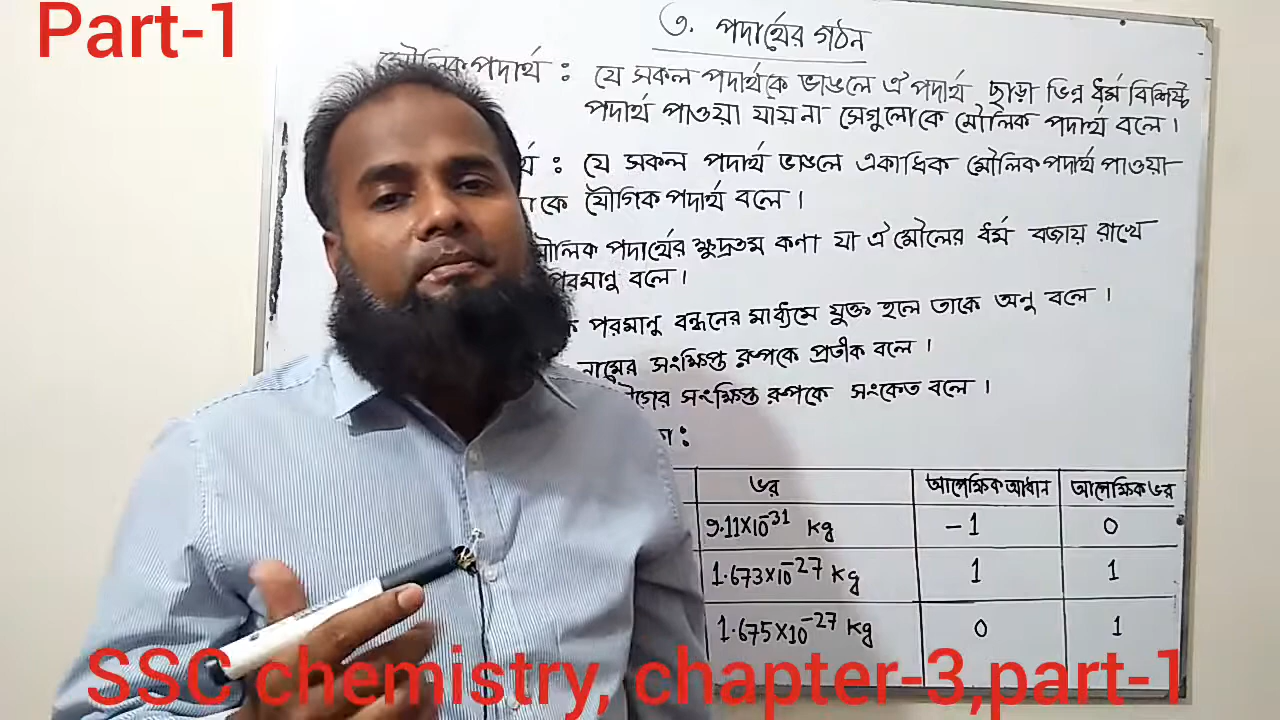 Part-1
৩. পদার্থের গঠন
মৌলিক পদার্থ : যে সকল পদার্থকে ভাঙলে ঐ পদার্থ ছাড়া ভিন্ন ধর্ম বিশিষ্ট
পদার্থ পাওয়া যায় না সেগুলোকে মৌলিক পদার্থ বলে।
: যে সকল পদার্থ ভাঙলে একাধিক মৌলিক পদার্থ পাওয়া
কে যৌগিক পদার্থ বলে।
মৌলিক পদার্থের ক্ষুদ্রতম কণা যা ঐ মৌলের ধর্ম বজায় রাখে
পরমানু বলে।
পরমানু বন্ধনের মাধ্যমে যুক্ত হলে তাকে অনু বলে।
নামের সংক্ষিপ্ত রুপকে প্রতীক বলে।
সংক্ষিপ্ত রুপকে সংকেত বলে।
:
ভর আপেক্ষিক আধান আপেক্ষিক ভর
9.11X10⁻³¹ kg -1 0
1.673X10⁻²⁷ kg 1 1
1.675X10⁻²⁷ kg 0 1
SSC chemistry, chapter-3,part-1